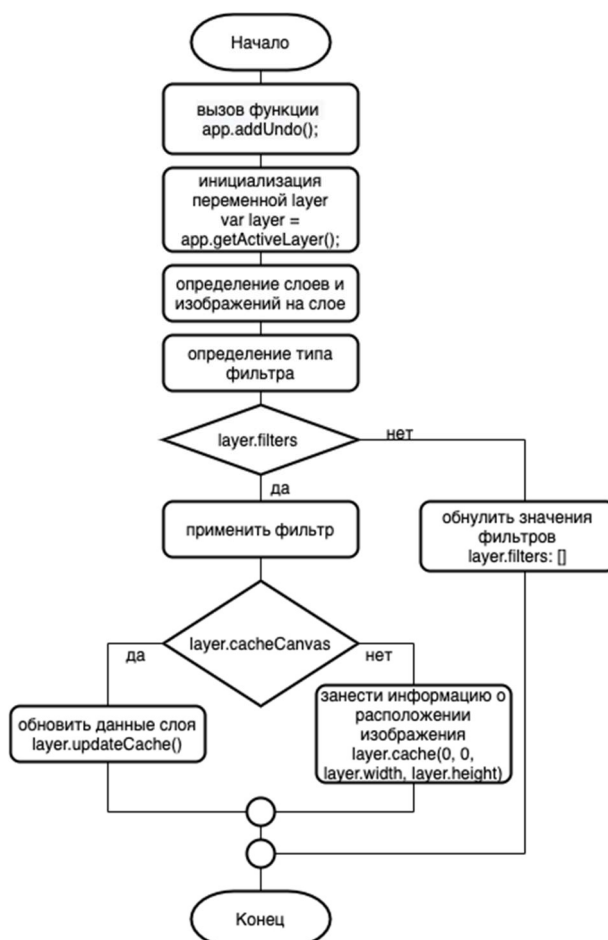 Начало
вызов функции
app.addUndo();
инициализация
переменной layer
var layer =
app.getActiveLayer();
определение слоев и
изображений на слое
определение типа
фильтра
layer.filters
нет
да
применить фильтр
обнулить значения
фильтров
layer.filters: []
layer.cacheCanvas
да
нет
обновить данные слоя
layer.updateCache()
занести информацию о
расположении
изображения
layer.cache(0, 0,
layer.width, layer.height)
Конец